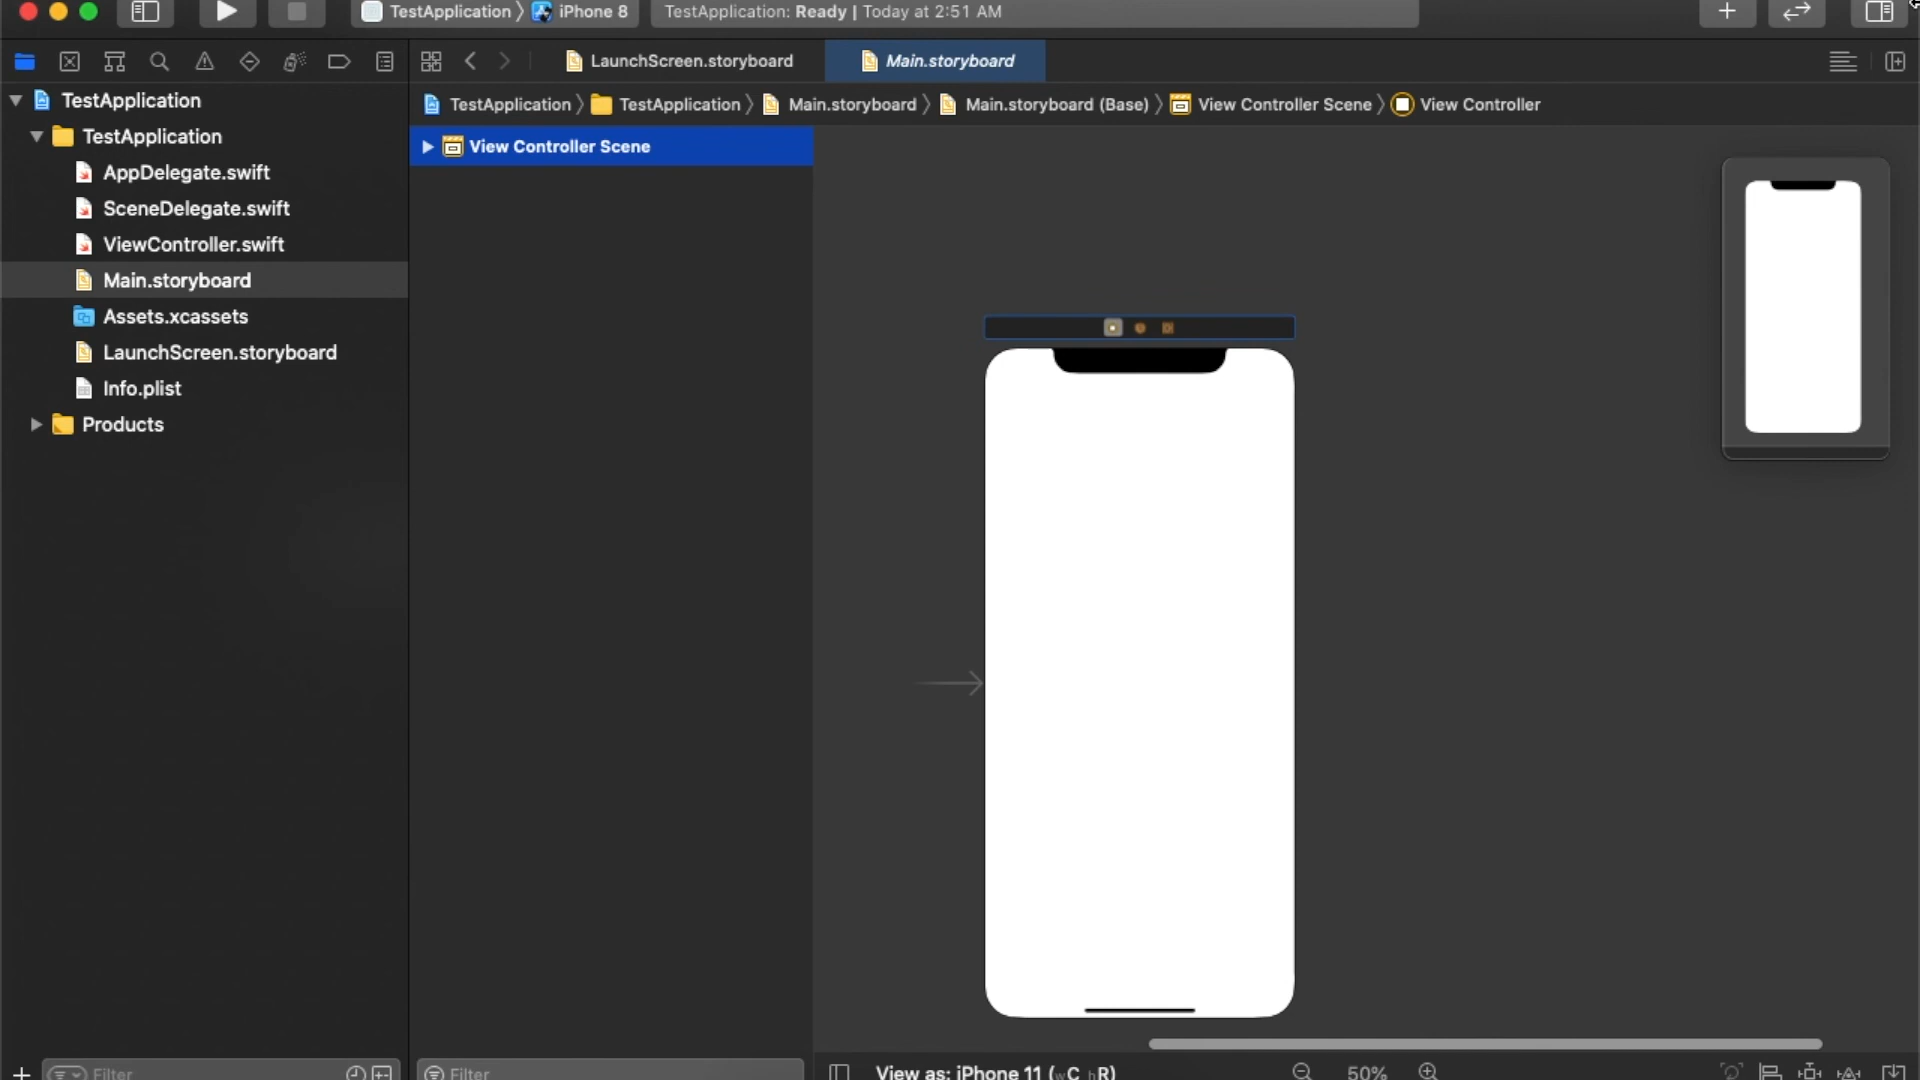 TestApplication 〉 iPhone 8
TestApplication: Ready | Today at 2:51 AM
LaunchScreen.storyboard
Main.storyboard
TestApplication 〉 TestApplication 〉 Main.storyboard 〉 Main.storyboard (Base) 〉 View Controller Scene 〉 View Controller
TestApplication
TestApplication
AppDelegate.swift
SceneDelegate.swift
ViewController.swift
Main.storyboard
Assets.xcassets
LaunchScreen.storyboard
Info.plist
Products
View Controller Scene
Filter
Filter
View as: iPhone 11 (wC hR)
50%